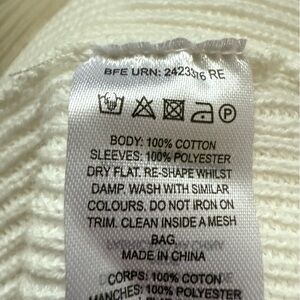 BFE URN: 2423376 RE
P
BODY: 100% COTTON
SLEEVES: 100% POLYESTER
DRY FLAT. RE-SHAPE WHILST
DAMP. WASH WITH SIMILAR
COLOURS. DO NOT IRON ON
TRIM. CLEAN INSIDE A MESH
BAG.
MADE IN CHINA
CORPS: 100% COTON
MANCHES: 100% POLYESTER